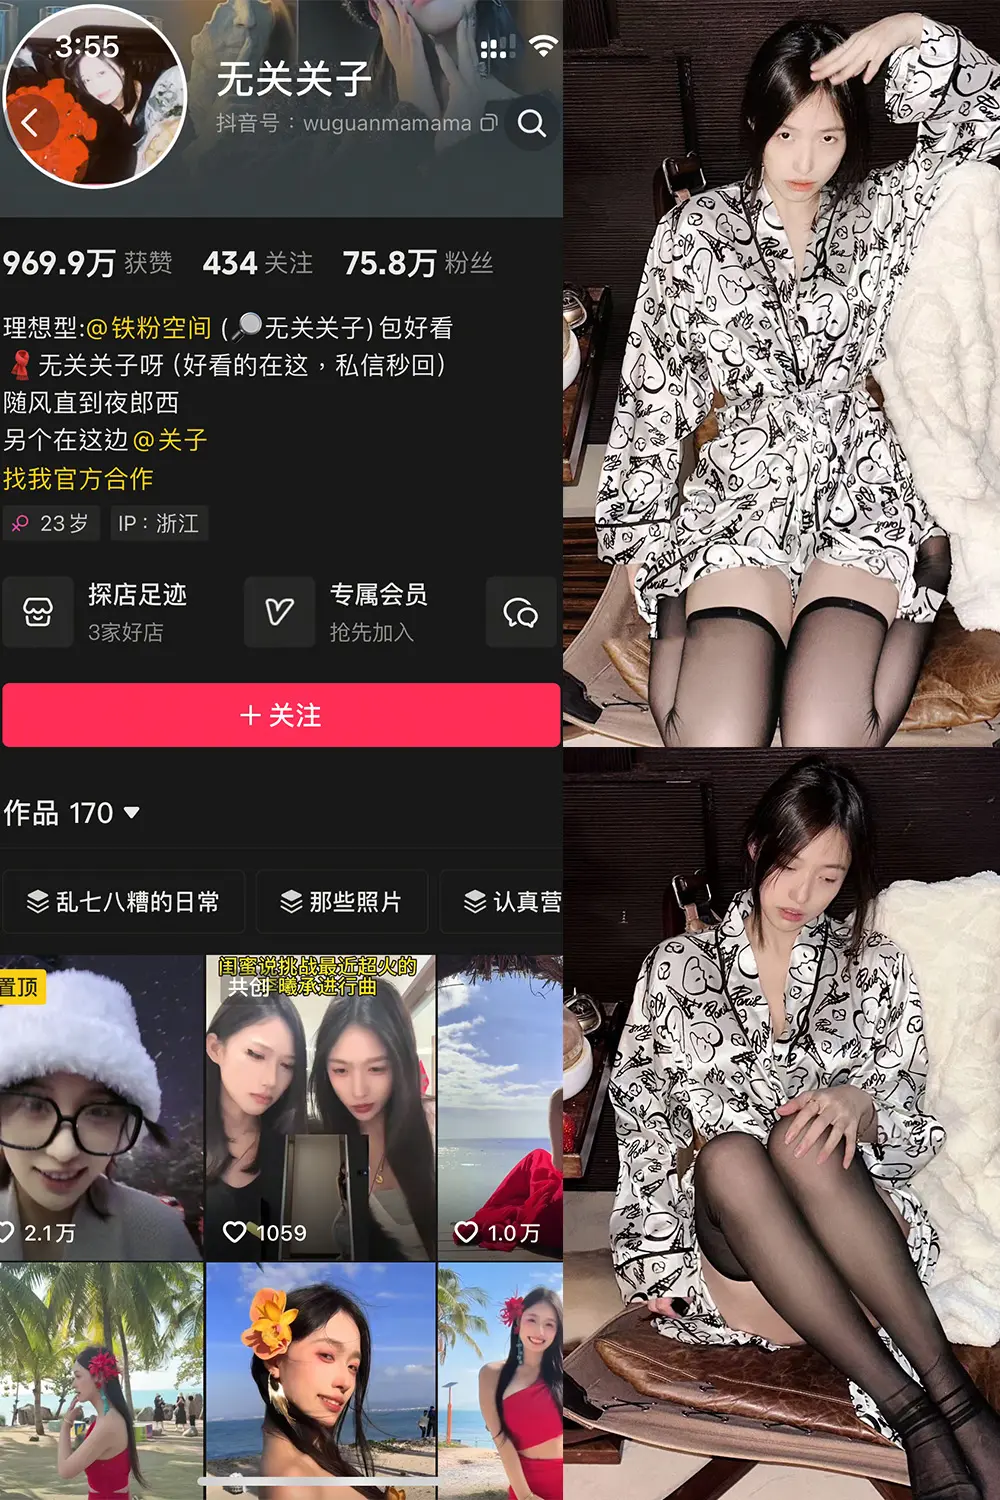 3:55
无关关子
抖音号：wuguanmamama
969.9万 获赞 434 关注 75.8万 粉丝
理想型:@铁粉空间 (🔎无关关子) 包好看
🧣无关关子呀 (好看的在这，私信秒回)
随风直到夜郎西
另个在这边 @关子
找我官方合作
23岁 IP：浙江
探店足迹
3家好店
专属会员
抢先加入
+ 关注
作品 170
乱七八糟的日常
那些照片
认真营
置顶
闺蜜说挑战最近超火的
共创
曦承进行曲
2.1万
1059
1.0万
Paris
Paris
Paris
Paris